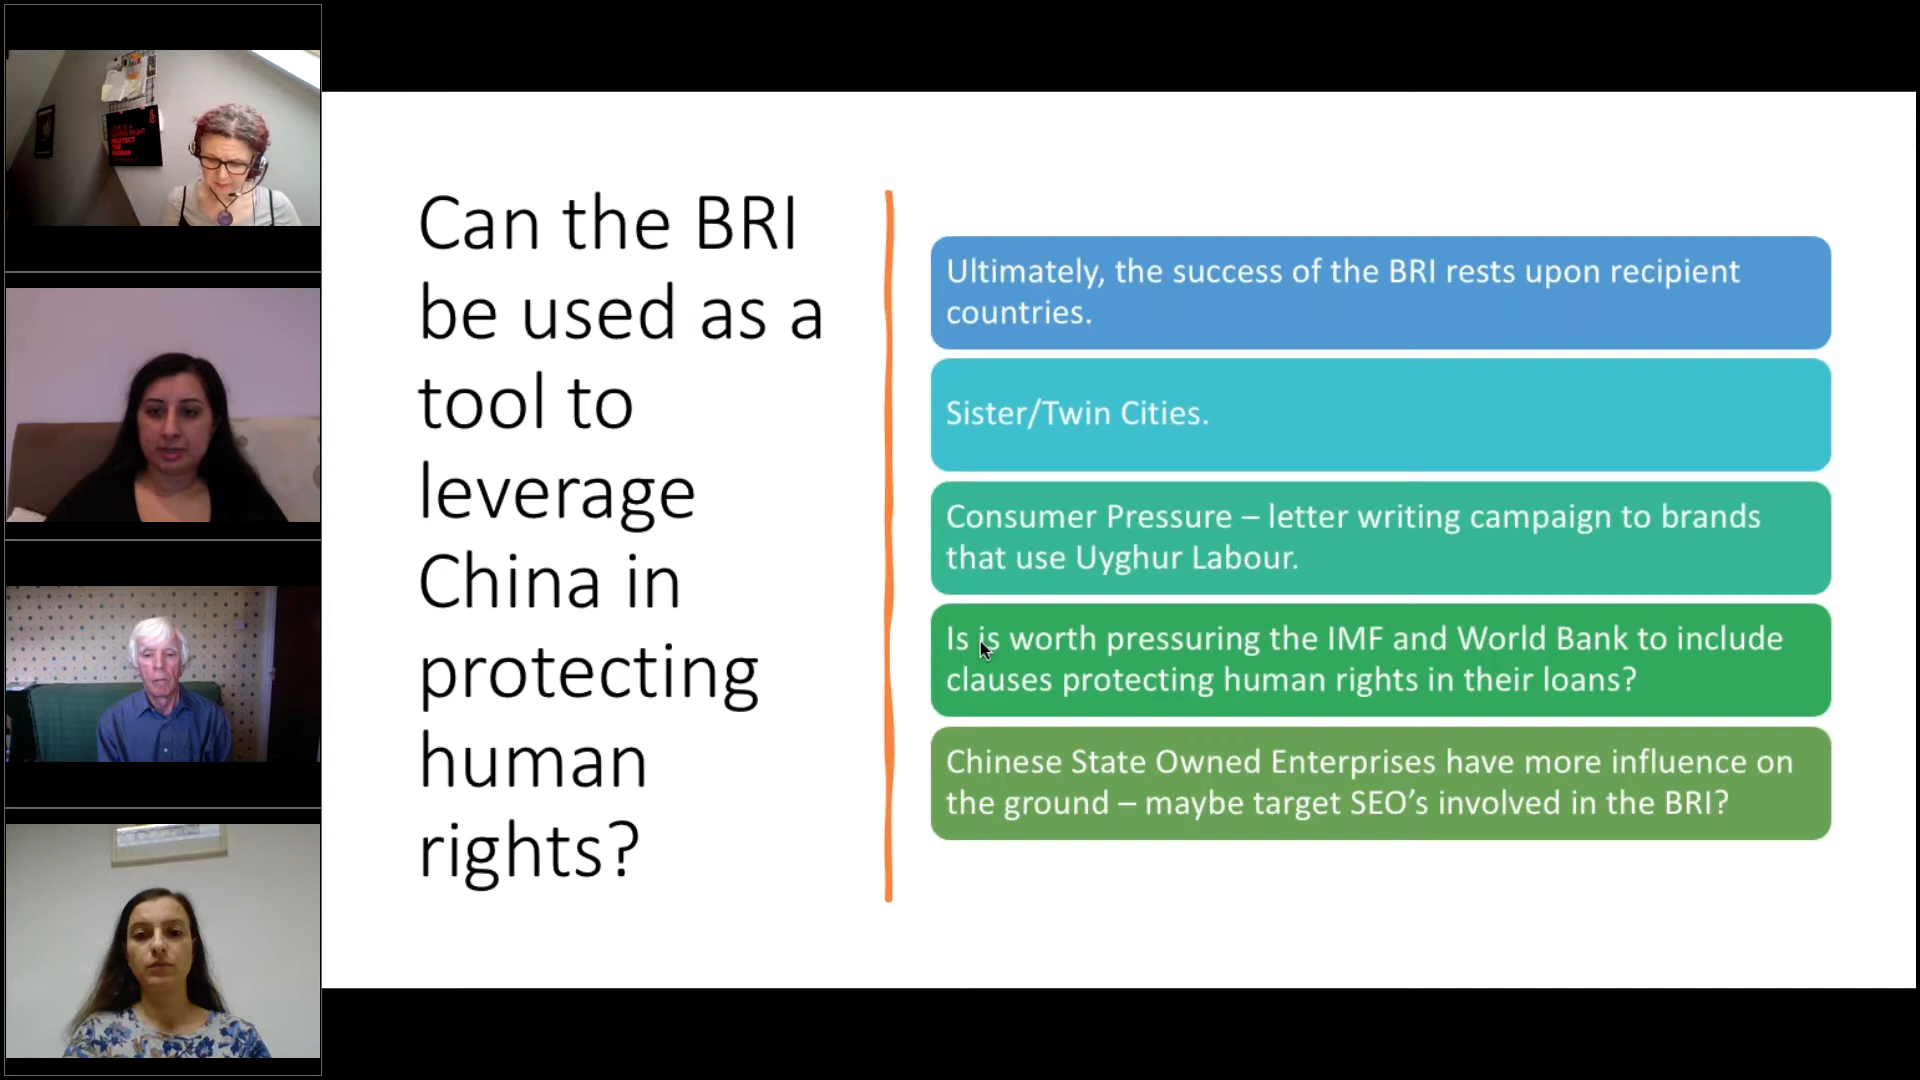 PROTECT
THE
HUMAN
Can the BRI
be used as a
tool to
leverage
China in
protecting
human
rights?
Ultimately, the success of the BRI rests upon recipient
countries.
Sister/Twin Cities.
Consumer Pressure – letter writing campaign to brands
that use Uyghur Labour.
Is is worth pressuring the IMF and World Bank to include
clauses protecting human rights in their loans?
Chinese State Owned Enterprises have more influence on
the ground – maybe target SEO’s involved in the BRI?